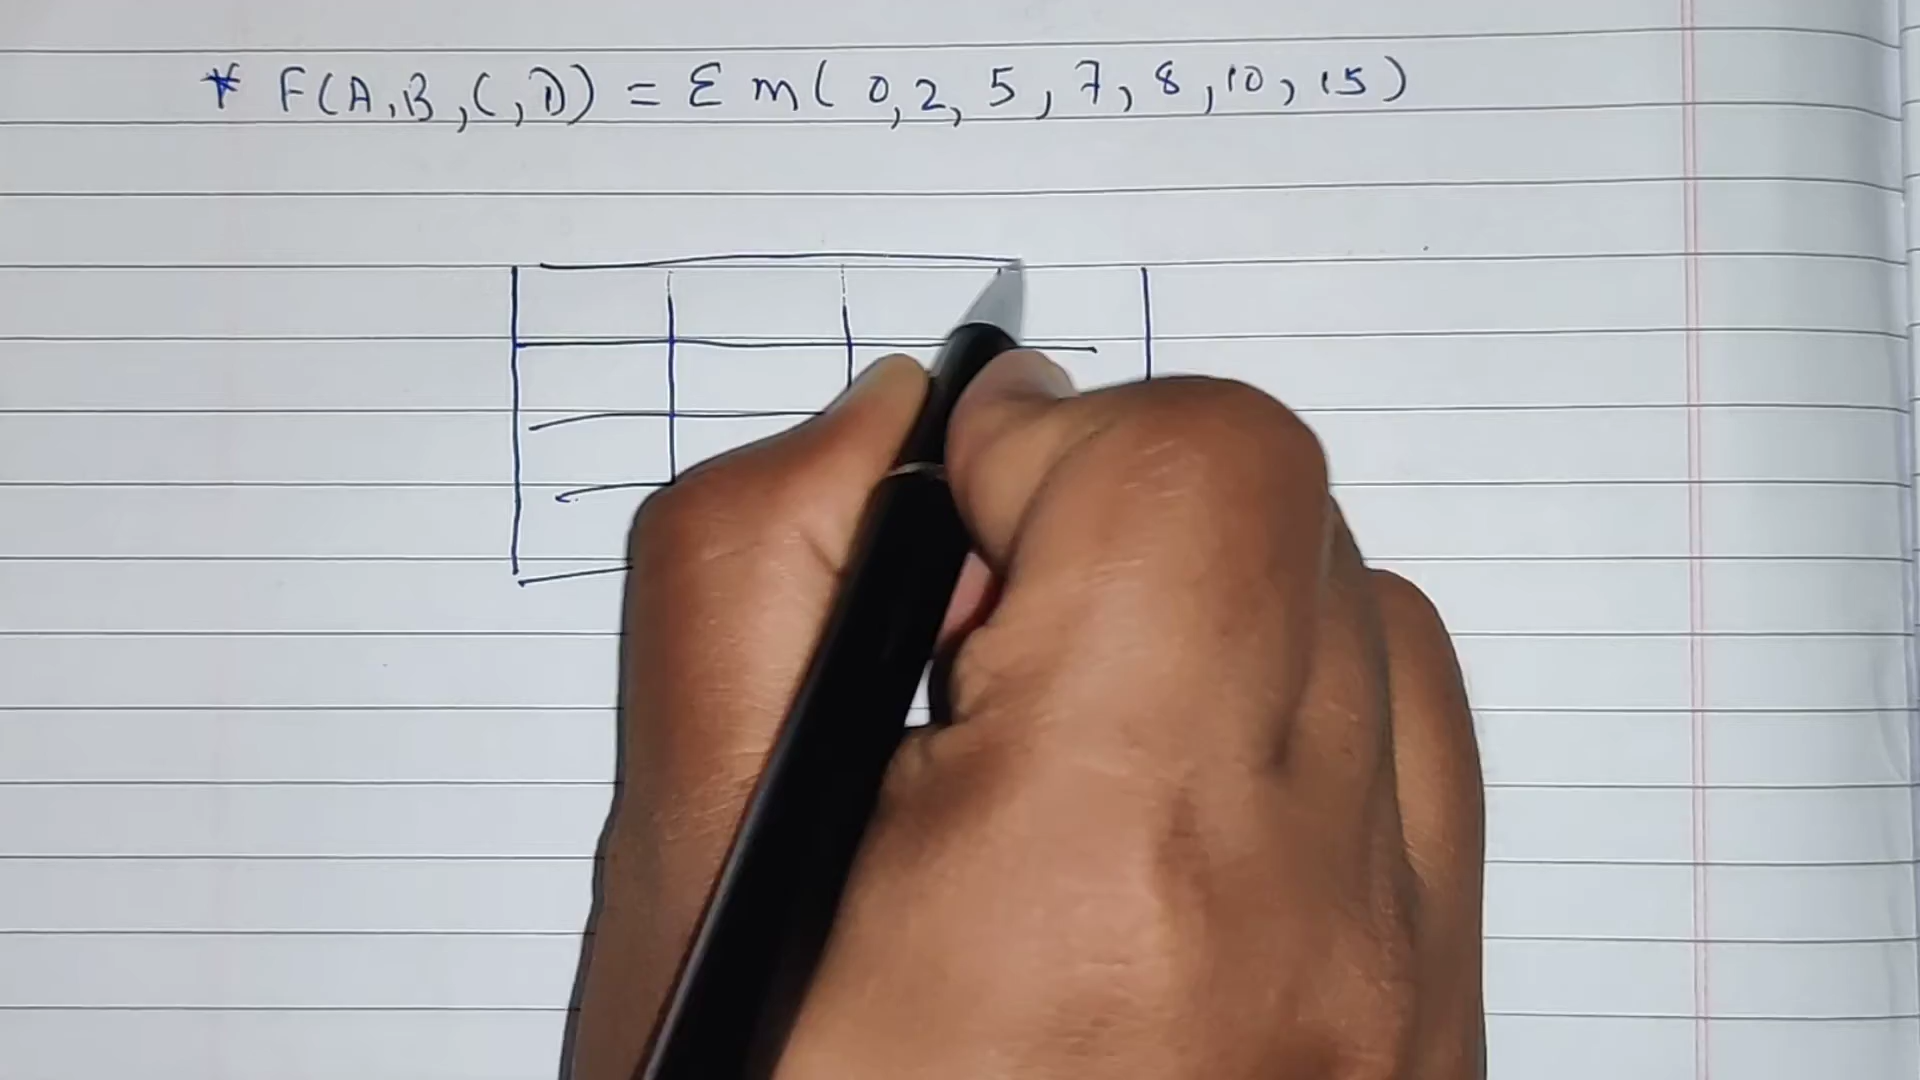 * F(A,B,C,D) = Σ m( 0,2, 5, 7, 8, 10, 15)